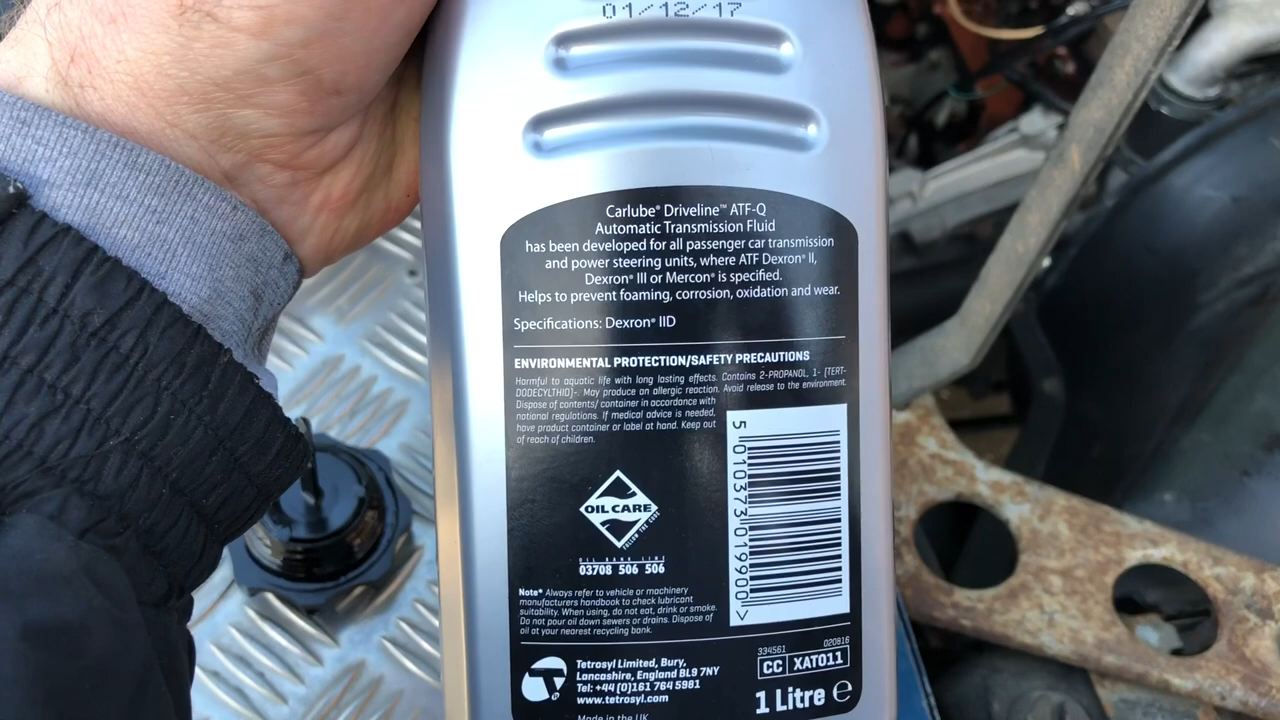 01/12/17
Carlube® Driveline™ ATF-Q
Automatic Transmission Fluid
has been developed for all passenger car transmission
and power steering units, where ATF Dexron® II,
Dexron® III or Mercon® is specified.
Helps to prevent foaming, corrosion, oxidation and wear.
Specifications: Dexron® IID
ENVIRONMENTAL PROTECTION/SAFETY PRECAUTIONS
Harmful to aquatic life with long lasting effects. Contains 2-PROPANOL, 1- (TERT-
DODECYLTHIO)-. May produce an allergic reaction. Avoid release to the environment.
Dispose of contents/ container in accordance with
national regulations. If medical advice is needed,
have product container or label at hand. Keep out
of reach of children.
OIL CARE
FOLLOW THE CODE
OIL BANK LINE
03708 506 506
5 010373 019900 >
Note* Always refer to vehicle or machinery
manufacturers handbook to check lubricant
suitability. When using, do not eat, drink or smoke.
Do not pour oil down sewers or drains. Dispose of
oil at your nearest recycling bank.
Tetrosyl Limited, Bury,
Lancashire, England BL9 7NY
Tel: +44 (0)161 764 5981
www.tetrosyl.com
Made in the UK
334561 020816
CC XAT011
1 Litre ℮